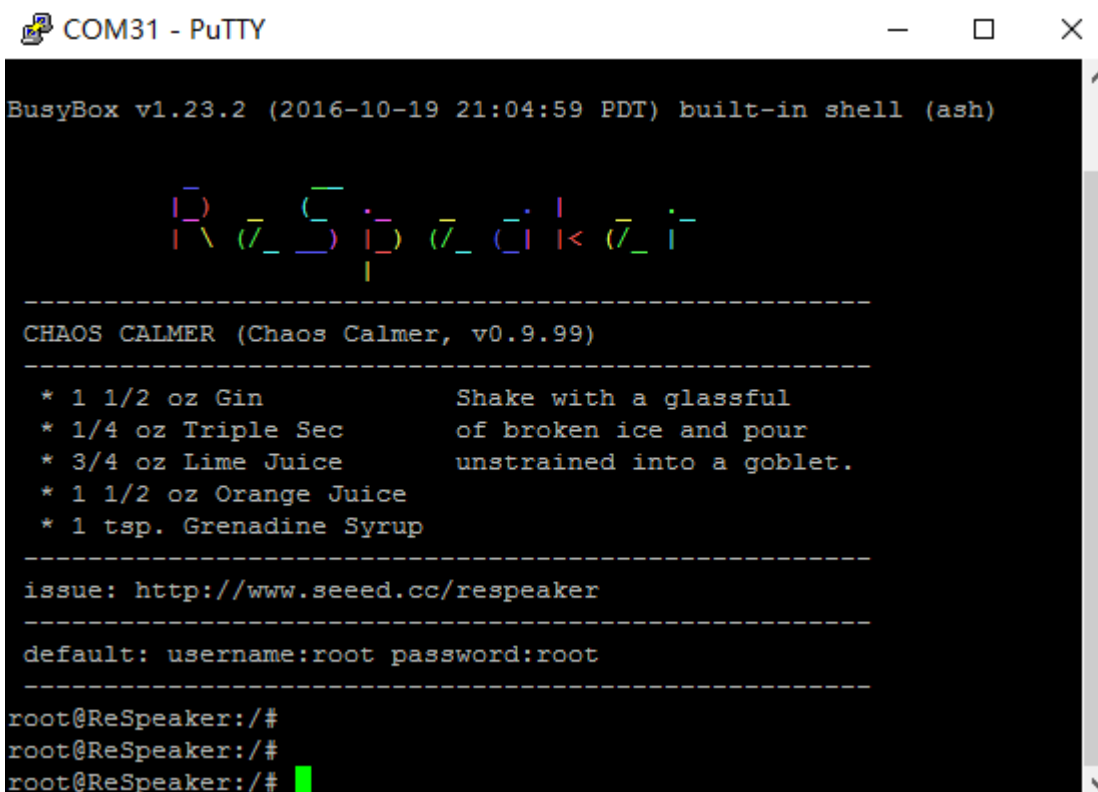 COM31 - PuTTY
BusyBox v1.23.2 (2016-10-19 21:04:59 PDT) built-in shell (ash)
ReSpeaker
-----------------------------------------------------
CHAOS CALMER (Chaos Calmer, v0.9.99)
-----------------------------------------------------
* 1 1/2 oz Gin Shake with a glassful
* 1/4 oz Triple Sec of broken ice and pour
* 3/4 oz Lime Juice unstrained into a goblet.
* 1 1/2 oz Orange Juice
* 1 tsp. Grenadine Syrup
-----------------------------------------------------
issue: http://www.seeed.cc/respeaker
-----------------------------------------------------
default: username:root password:root
-----------------------------------------------------
root@ReSpeaker:/#
root@ReSpeaker:/#
root@ReSpeaker:/#